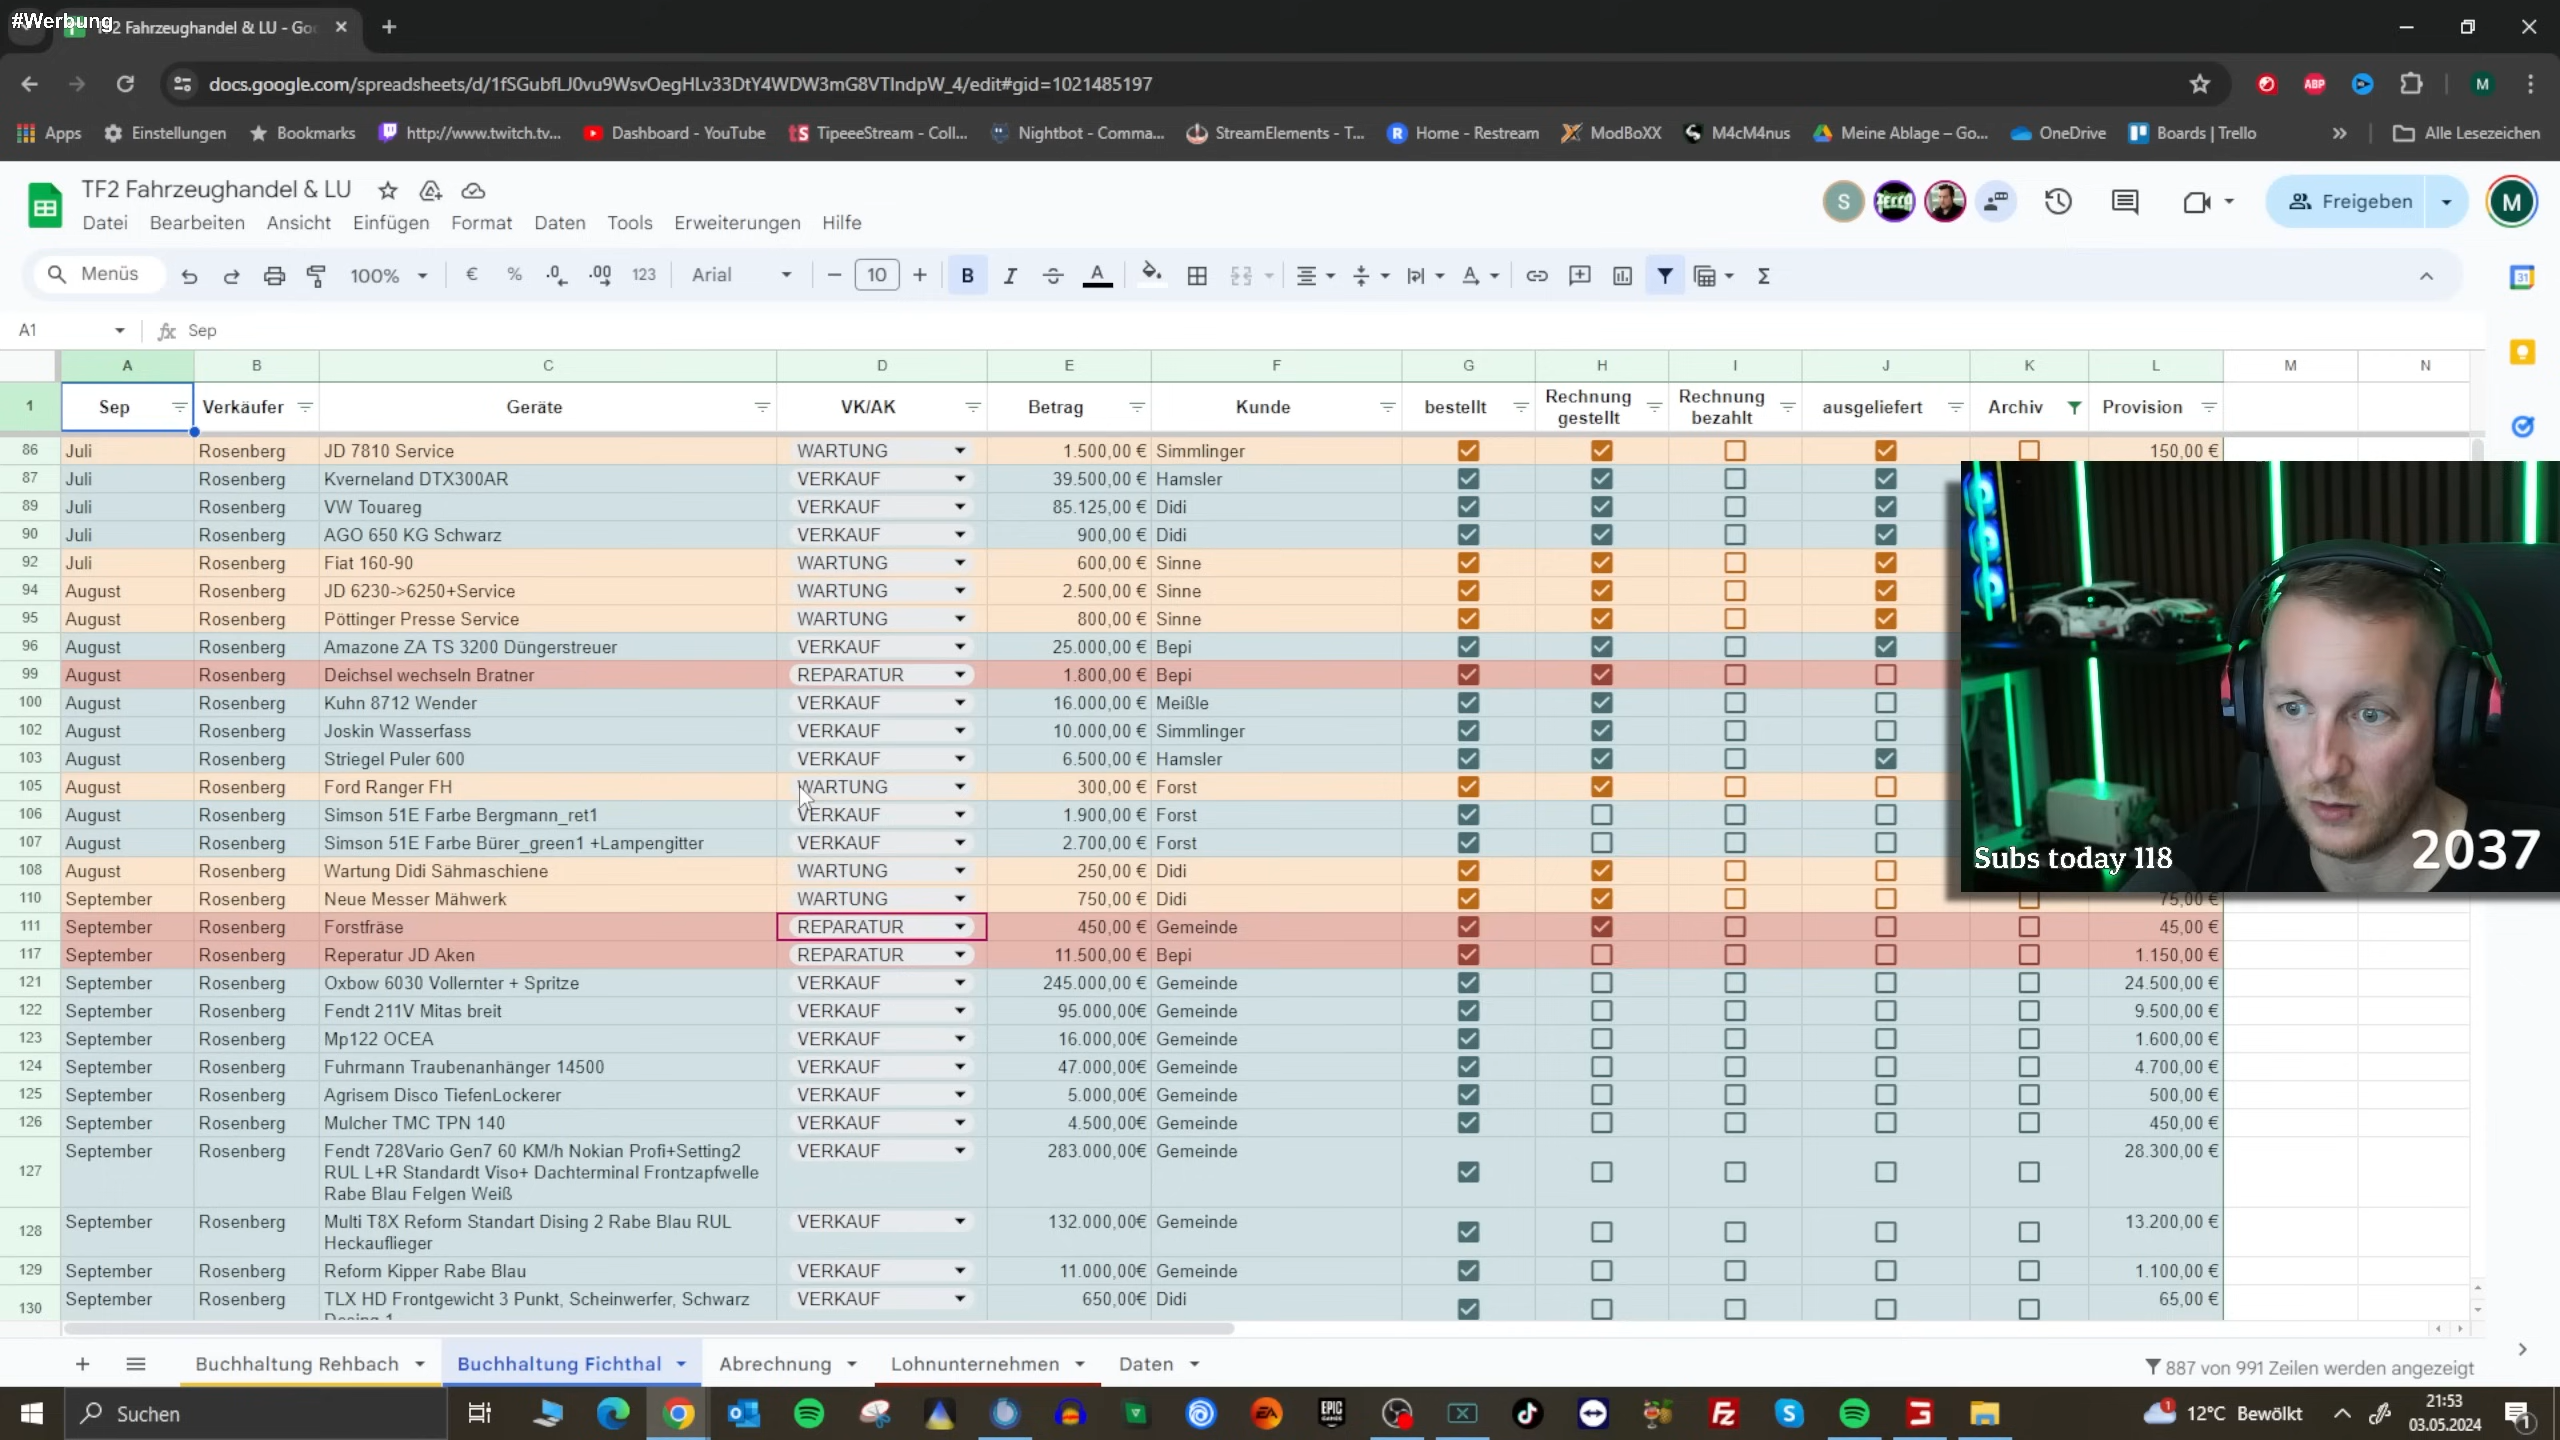 #Werbung
TF2 Fahrzeughandel & LU - Goo
docs.google.com/spreadsheets/d/1fSGubfLJ0vu9WsvOegHLv33DtY4WDW3mG8VTIndpW_4/edit#gid=1021485197
ABP
M
Apps Einstellungen Bookmarks http://www.twitch.tv... Dashboard - YouTube TipeeeStream - Coll... Nightbot - Comma... StreamElements - T... Home - Restream ModBoXX M4cM4nus Meine Ablage – Go... OneDrive Boards | Trello » Alle Lesezeichen
TF2 Fahrzeughandel & LU
S Freigeben M
Datei Bearbeiten Ansicht Einfügen Format Daten Tools Erweiterungen Hilfe
Menüs 100% € % .0 .00 123 Arial 10 B I A Σ
31
A1 fx Sep
A B C D E F G H I J K L M N
1 Sep Verkäufer Geräte VK/AK Betrag Kunde bestellt Rechnung gestellt Rechnung bezahlt ausgeliefert Archiv Provision
86 Juli Rosenberg JD 7810 Service WARTUNG 1.500,00 € Simmlinger 150,00 €
87 Juli Rosenberg Kverneland DTX300AR VERKAUF 39.500,00 € Hamsler
89 Juli Rosenberg VW Touareg VERKAUF 85.125,00 € Didi
90 Juli Rosenberg AGO 650 KG Schwarz VERKAUF 900,00 € Didi
92 Juli Rosenberg Fiat 160-90 WARTUNG 600,00 € Sinne
94 August Rosenberg JD 6230->6250+Service WARTUNG 2.500,00 € Sinne
95 August Rosenberg Pöttinger Presse Service WARTUNG 800,00 € Sinne
96 August Rosenberg Amazone ZA TS 3200 Düngerstreuer VERKAUF 25.000,00 € Bepi
99 August Rosenberg Deichsel wechseln Bratner REPARATUR 1.800,00 € Bepi
100 August Rosenberg Kuhn 8712 Wender VERKAUF 16.000,00 € Meißle
102 August Rosenberg Joskin Wasserfass VERKAUF 10.000,00 € Simmlinger
103 August Rosenberg Striegel Puler 600 VERKAUF 6.500,00 € Hamsler
105 August Rosenberg Ford Ranger FH WARTUNG 300,00 € Forst
106 August Rosenberg Simson 51E Farbe Bergmann_ret1 VERKAUF 1.900,00 € Forst
107 August Rosenberg Simson 51E Farbe Bürer_green1 +Lampengitter VERKAUF 2.700,00 € Forst
108 August Rosenberg Wartung Didi Sähmaschiene WARTUNG 250,00 € Didi
Subs today 118
2037
110 September Rosenberg Neue Messer Mähwerk WARTUNG 750,00 € Didi 75,00 €
111 September Rosenberg Forstfräse REPARATUR 450,00 € Gemeinde 45,00 €
117 September Rosenberg Reperatur JD Aken REPARATUR 11.500,00 € Bepi 1.150,00 €
121 September Rosenberg Oxbow 6030 Vollernter + Spritze VERKAUF 245.000,00 € Gemeinde 24.500,00 €
122 September Rosenberg Fendt 211V Mitas breit VERKAUF 95.000,00€ Gemeinde 9.500,00 €
123 September Rosenberg Mp122 OCEA VERKAUF 16.000,00€ Gemeinde 1.600,00 €
124 September Rosenberg Fuhrmann Traubenanhänger 14500 VERKAUF 47.000,00€ Gemeinde 4.700,00 €
125 September Rosenberg Agrisem Disco TiefenLockerer VERKAUF 5.000,00€ Gemeinde 500,00 €
126 September Rosenberg Mulcher TMC TPN 140 VERKAUF 4.500,00€ Gemeinde 450,00 €
127 September Rosenberg Fendt 728Vario Gen7 60 KM/h Nokian Profi+Setting2 VERKAUF 283.000,00€ Gemeinde 28.300,00 €
RUL L+R Standardt Viso+ Dachterminal Frontzapfwelle
Rabe Blau Felgen Weiß
128 September Rosenberg Multi T8X Reform Standart Dising 2 Rabe Blau RUL VERKAUF 132.000,00€ Gemeinde 13.200,00 €
Heckauflieger
129 September Rosenberg Reform Kipper Rabe Blau VERKAUF 11.000,00€ Gemeinde 1.100,00 €
130 September Rosenberg TLX HD Frontgewicht 3 Punkt, Scheinwerfer, Schwarz VERKAUF 650,00€ Didi 65,00 €
Buchhaltung Rehbach Buchhaltung Fichthal Abrechnung Lohnunternehmen Daten 887 von 991 Zeilen werden angezeigt
Suchen
EA
EPIC GAMES
12°C Bewölkt
21:53
03.05.2024